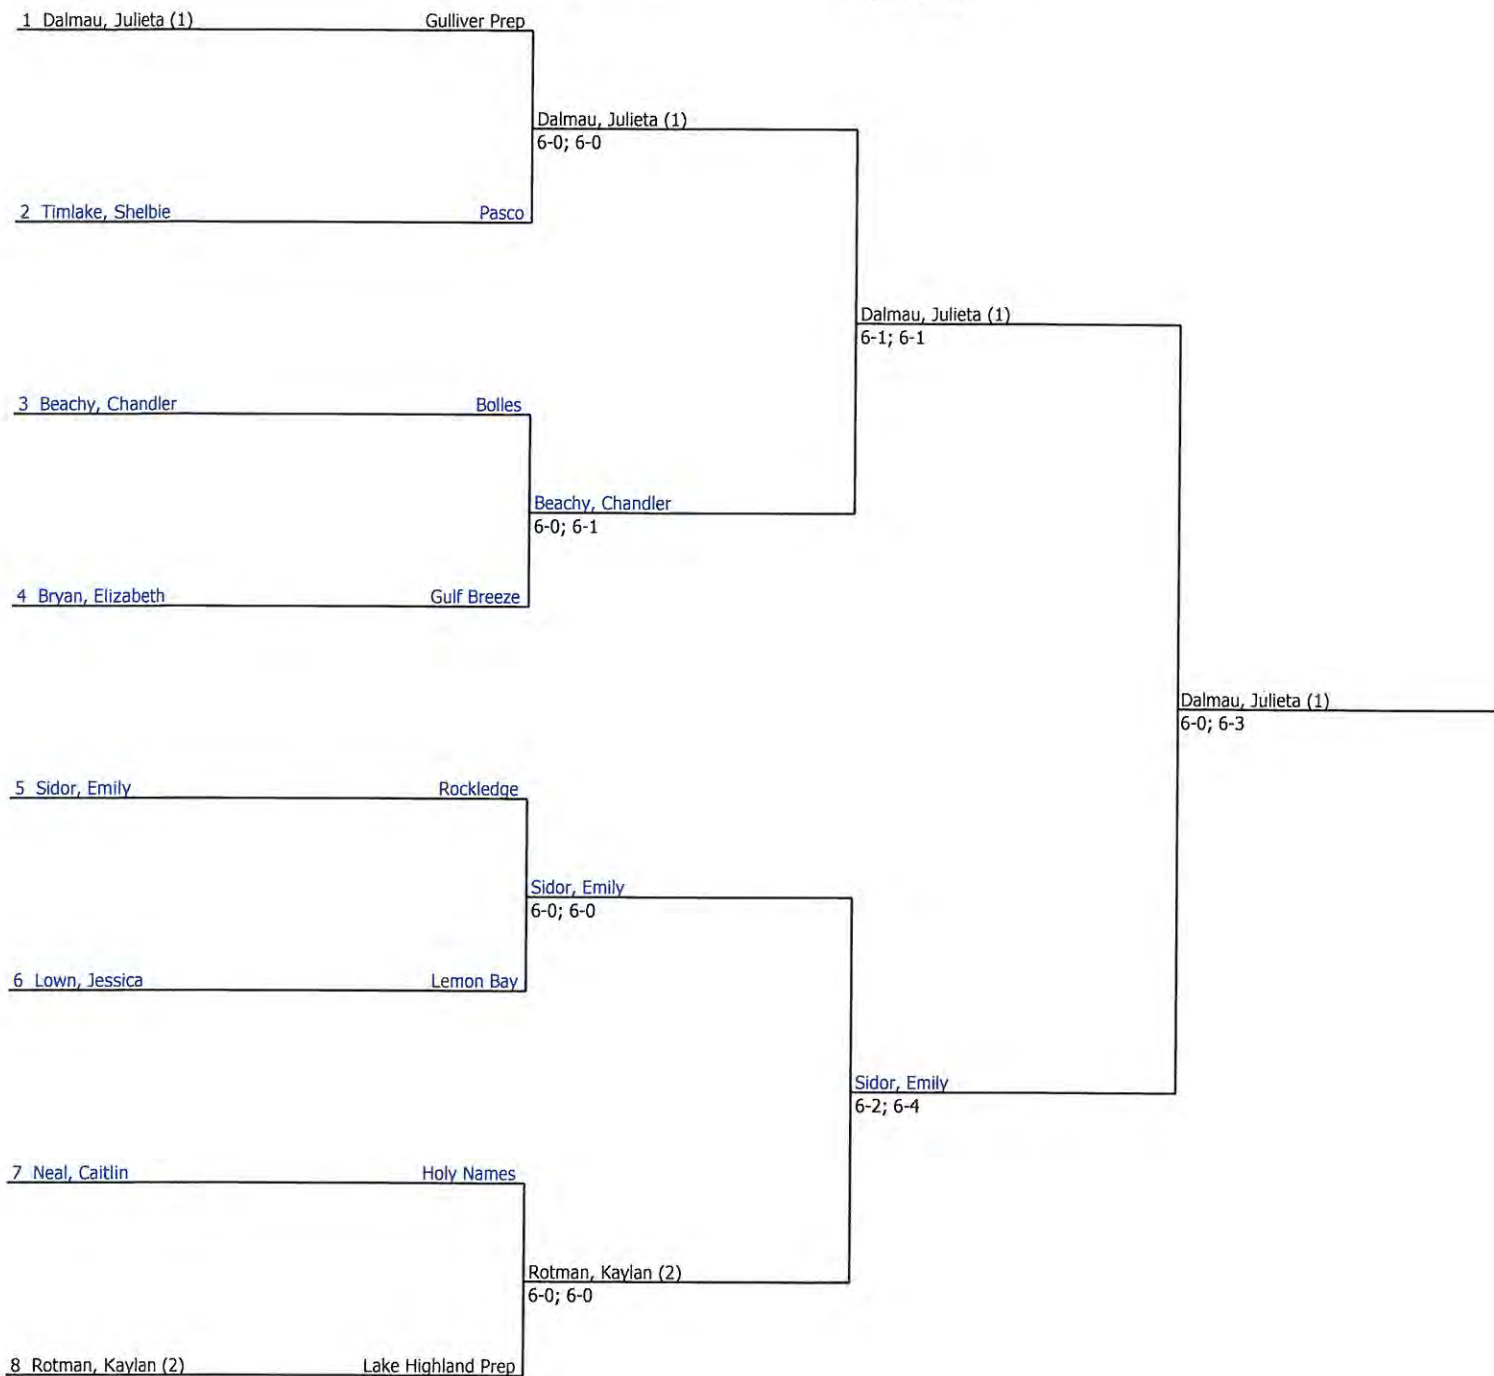 1 Dalmau, Julieta (1) Gulliver Prep
Dalmau, Julieta (1)
6-0; 6-0
2 Timlake, Shelbie Pasco
Dalmau, Julieta (1)
6-1; 6-1
3 Beachy, Chandler Bolles
Beachy, Chandler
6-0; 6-1
4 Bryan, Elizabeth Gulf Breeze
Dalmau, Julieta (1)
6-0; 6-3
5 Sidor, Emily Rockledge
Sidor, Emily
6-0; 6-0
6 Lown, Jessica Lemon Bay
Sidor, Emily
6-2; 6-4
7 Neal, Caitlin Holy Names
Rotman, Kaylan (2)
6-0; 6-0
8 Rotman, Kaylan (2) Lake Highland Prep